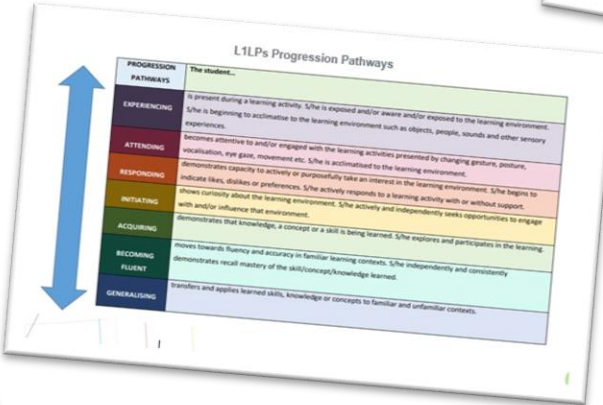 L1LPs Progression Pathways
PROGRESSION
PATHWAYS
The student…
EXPERIENCING
is present during a learning activity. S/he is exposed and/or aware and/or exposed to the learning environment.
S/he is beginning to acclimatise to the learning environment such as objects, people, sounds and other sensory
experiences.
ATTENDING
becomes attentive to and/or engaged with the learning activities presented by changing gesture, posture,
vocalisation, eye gaze, movement etc. S/he is acclimatised to the learning environment.
RESPONDING
demonstrates capacity to actively or purposefully take an interest in the learning environment. S/he begins to
indicate likes, dislikes or preferences. S/he actively responds to a learning activity with or without support.
INITIATING
shows curiosity about the learning environment. S/he actively and independently seeks opportunities to engage
with and/or influence that environment.
ACQUIRING
demonstrates that knowledge, a concept or a skill is being learned. S/he explores and participates in the learning.
BECOMING
FLUENT
moves towards fluency and accuracy in familiar learning contexts. S/he independently and consistently
demonstrates recall mastery of the skill/concept/knowledge learned.
GENERALISING
transfers and applies learned skills, knowledge or concepts to familiar and unfamiliar contexts.